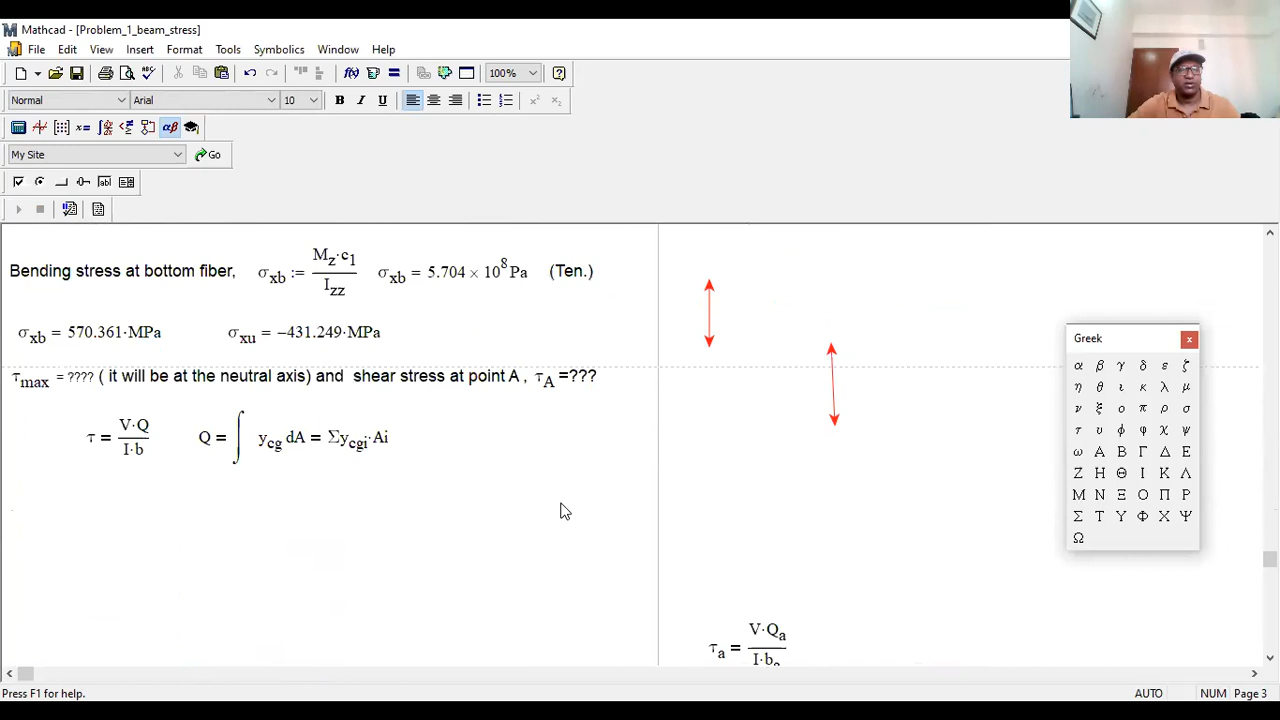 Mathcad - [Problem_1_beam_stress]
File Edit View Insert Format Tools Symbolics Window Help
100%
Normal Arial 10 B I U
αβ
My Site Go
Bending stress at bottom fiber, σxb := Mz·c1 / Izz σxb = 5.704 × 10^8 Pa (Ten.)
σxb = 570.361·MPa σxu = −431.249·MPa
τmax = ???? ( it will be at the neutral axis) and shear stress at point A , τA =???
τ = V·Q / I·b Q = ∫ ycg dA = Σycgi·Ai
τa = V·Qa / I·ba
Greek x
α β γ δ ε ζ
η θ ι κ λ μ
ν ξ ο π ρ σ
τ υ ϕ φ χ ψ
ω Α Β Γ Δ Ε
Ζ Η Θ Ι Κ Λ
Μ Ν Ξ Ο Π Ρ
Σ Τ Υ Φ Χ Ψ
Ω
Press F1 for help. AUTO NUM Page 3